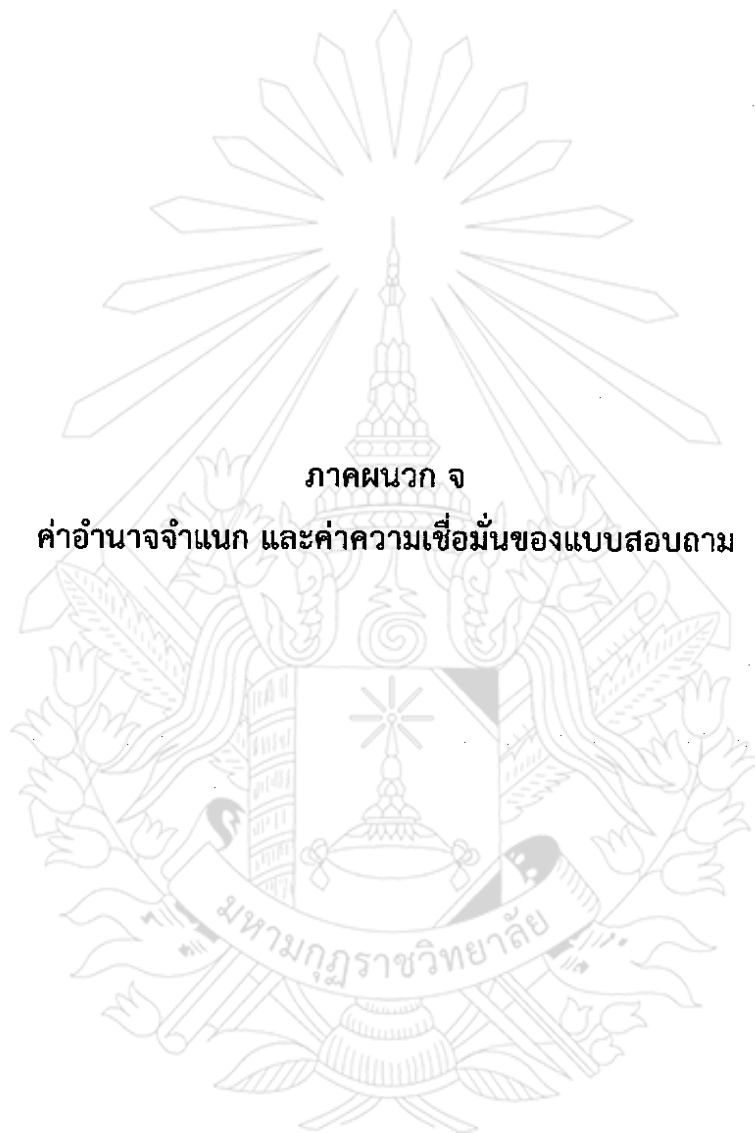 ภาคผนวก จ
ค่าอำนาจจำแนก และค่าความเชื่อมั่นของแบบสอบถาม
มหามกุฏราชวิทยาลัย